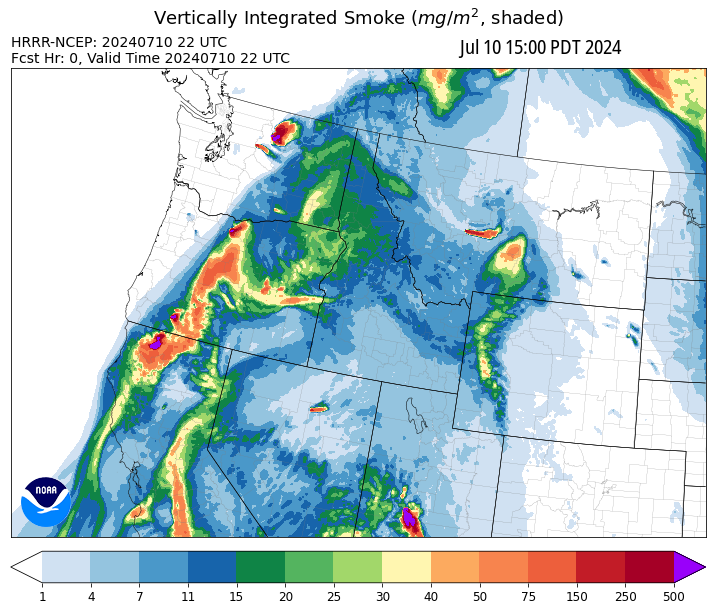 Vertically Integrated Smoke (mg/m², shaded)
HRRR-NCEP: 20240710 22 UTC
Jul 10 15:00 PDT 2024
Fcst Hr: 0, Valid Time 20240710 22 UTC
NOAA
1 4 7 11 15 20 25 30 40 50 75 150 250 500